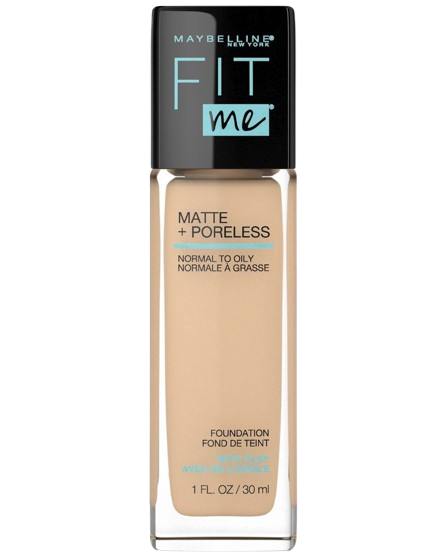 MAYBELLINE®
NEW YORK
FIT
me®
MATTE
+ PORELESS
NORMAL TO OILY
NORMALE À GRASSE
FOUNDATION
FOND DE TEINT
1 FL. OZ / 30 ml